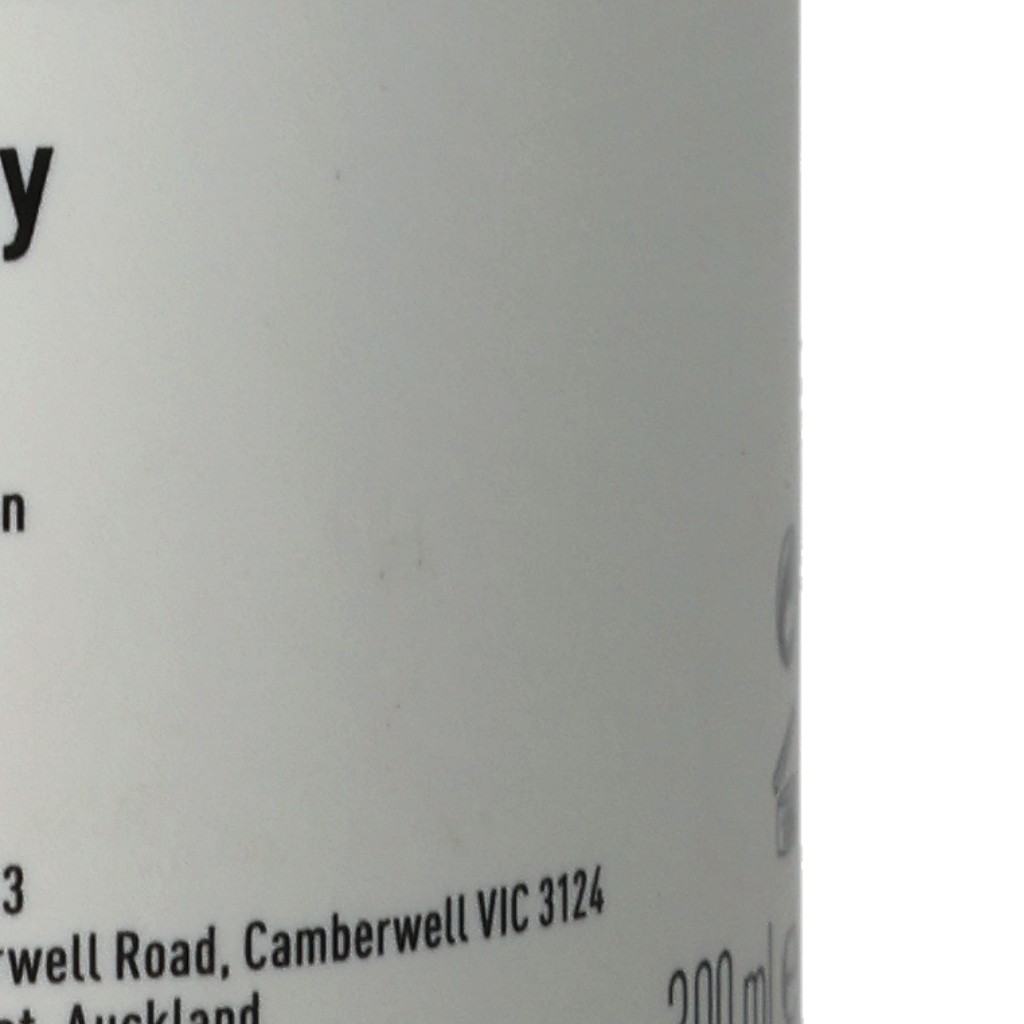 y
n
3
rwell Road, Camberwell VIC 3124
Auckland
200 ml e